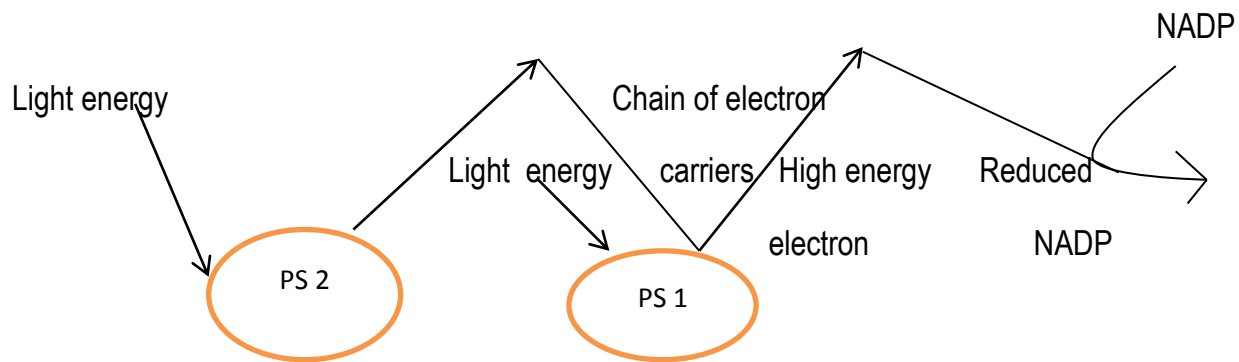 NADP
Light energy
Chain of electron
Light energy
carriers
High energy
Reduced
electron
NADP
PS 2
PS 1